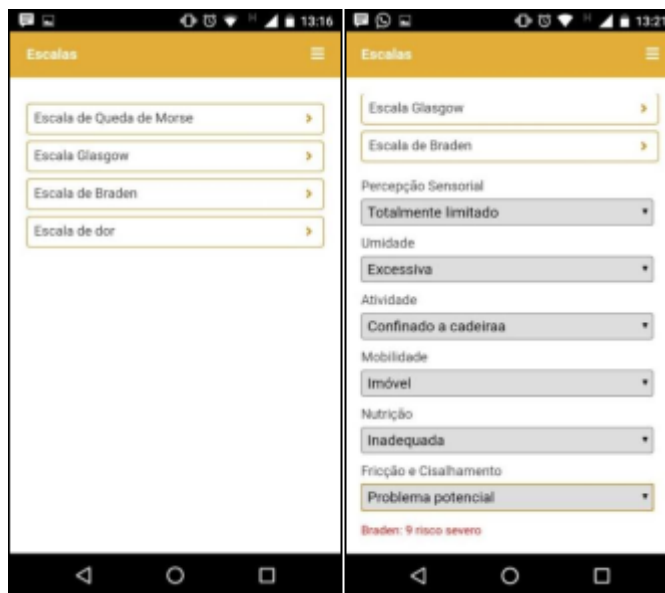 13:16
Escalas
Escala de Queda de Morse
Escala Glasgow
Escala de Braden
Escala de dor
13:21
Escalas
Escala Glasgow
Escala de Braden
Percepção Sensorial
Totalmente limitado
Umidade
Excessiva
Atividade
Confinado a cadeiraa
Mobilidade
Imóvel
Nutrição
Inadequada
Fricção e Cisalhamento
Problema potencial
Braden: 9 risco severo